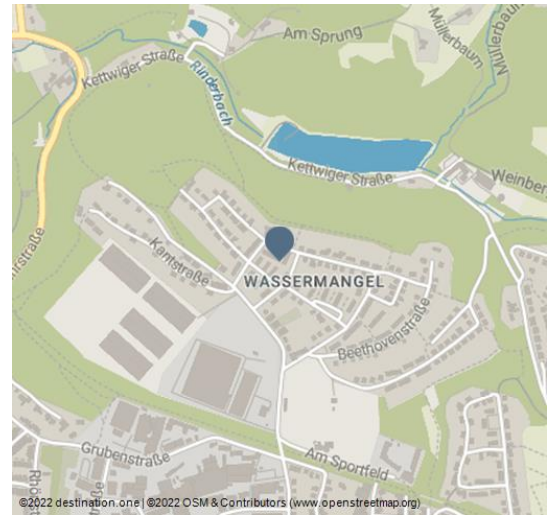 Am Sprung
Müllerbaum
Müllerbaum
Kettwiger Straße
Rinderbach
Kettwiger Straße
Weinber
Kantstraße
WASSERMANGEL
Beethovenstraße
Grubenstraße
Am Sportfeld
©2022 destination.one | ©2022 OSM & Contributors (www.openstreetmap.org)